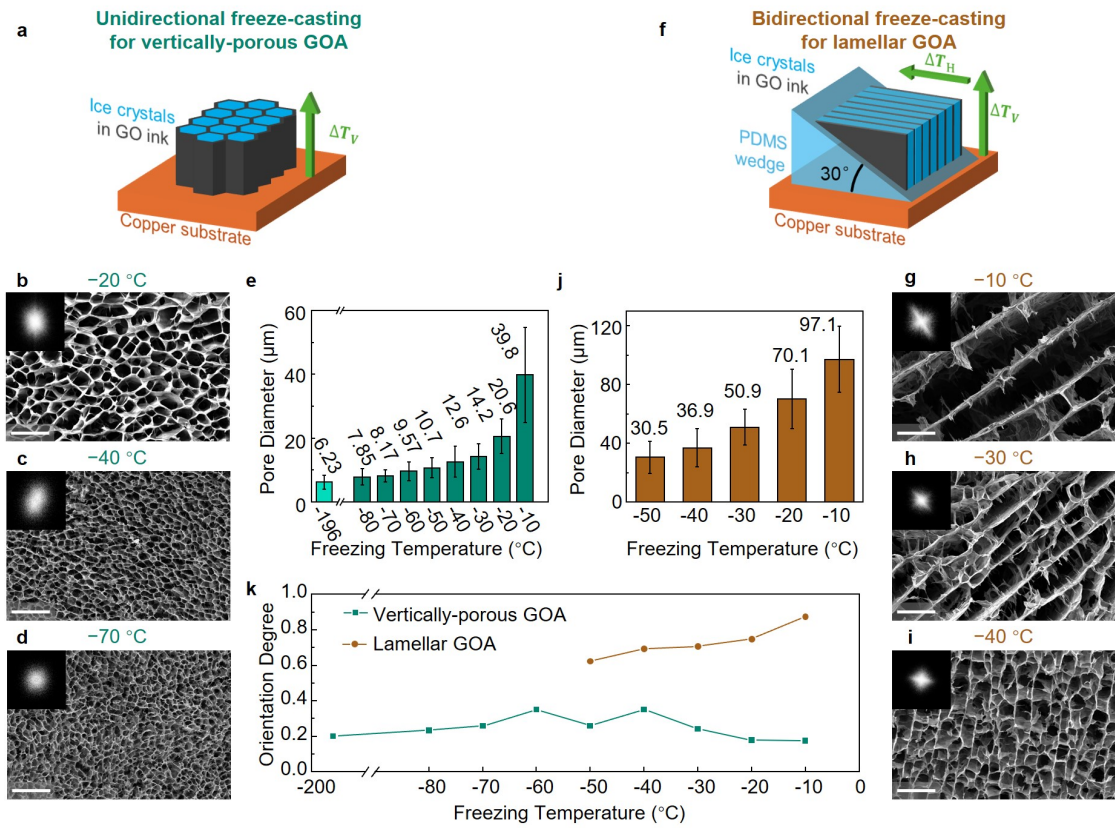 a
Unidirectional freeze-casting
for vertically-porous GOA
Ice crystals
in GO ink
ΔT_V
Copper substrate
f
Bidirectional freeze-casting
for lamellar GOA
Ice crystals
in GO ink
ΔT_H
ΔT_V
PDMS
wedge
30°
Copper substrate
b
−20 °C
c
−40 °C
d
−70 °C
e
Pore Diameter (µm)
60
40
20
0
6.23
7.85
8.17
9.57
10.7
12.6
14.2
20.6
39.8
-196
-80
-70
-60
-50
-40
-30
-20
-10
Freezing Temperature (°C)
j
Pore Diameter (µm)
120
80
40
0
30.5
36.9
50.9
70.1
97.1
-50
-40
-30
-20
-10
Freezing Temperature (°C)
g
−10 °C
h
−30 °C
i
−40 °C
k
Orientation Degree
1.0
0.8
0.6
0.4
0.2
0.0
Vertically-porous GOA
Lamellar GOA
-200
-80
-70
-60
-50
-40
-30
-20
-10
0
Freezing Temperature (°C)